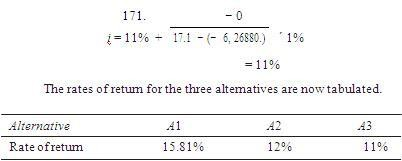 171. - 0
i = 11% + 17.1 - (- 6, 26880.) ´ 1%
= 11%
The rates of return for the three alternatives are now tabulated.
Alternative A1 A2 A3
Rate of return 15.81% 12% 11%